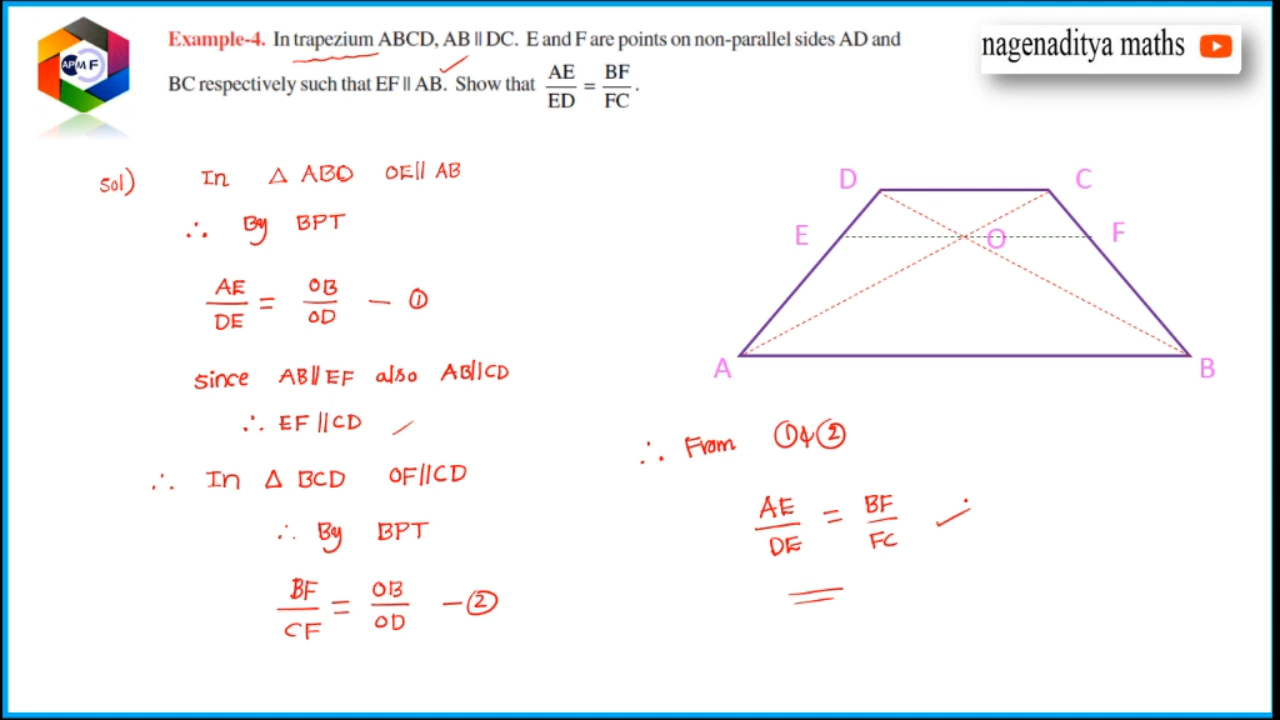 Example-4. In trapezium ABCD, AB || DC. E and F are points on non-parallel sides AD and
BC respectively such that EF || AB. Show that AE/ED = BF/FC.
nagenaditya maths
APMF
Sol) In Δ ABD OE|| AB
∴ By BPT
AE/DE = OB/OD — ①
since AB||EF also AB||CD
∴ EF||CD
∴ In Δ BCD OF||CD
∴ By BPT
BF/CF = OB/OD — ②
D
C
E
O
F
A
B
∴ From ①&②
AE/DE = BF/FC